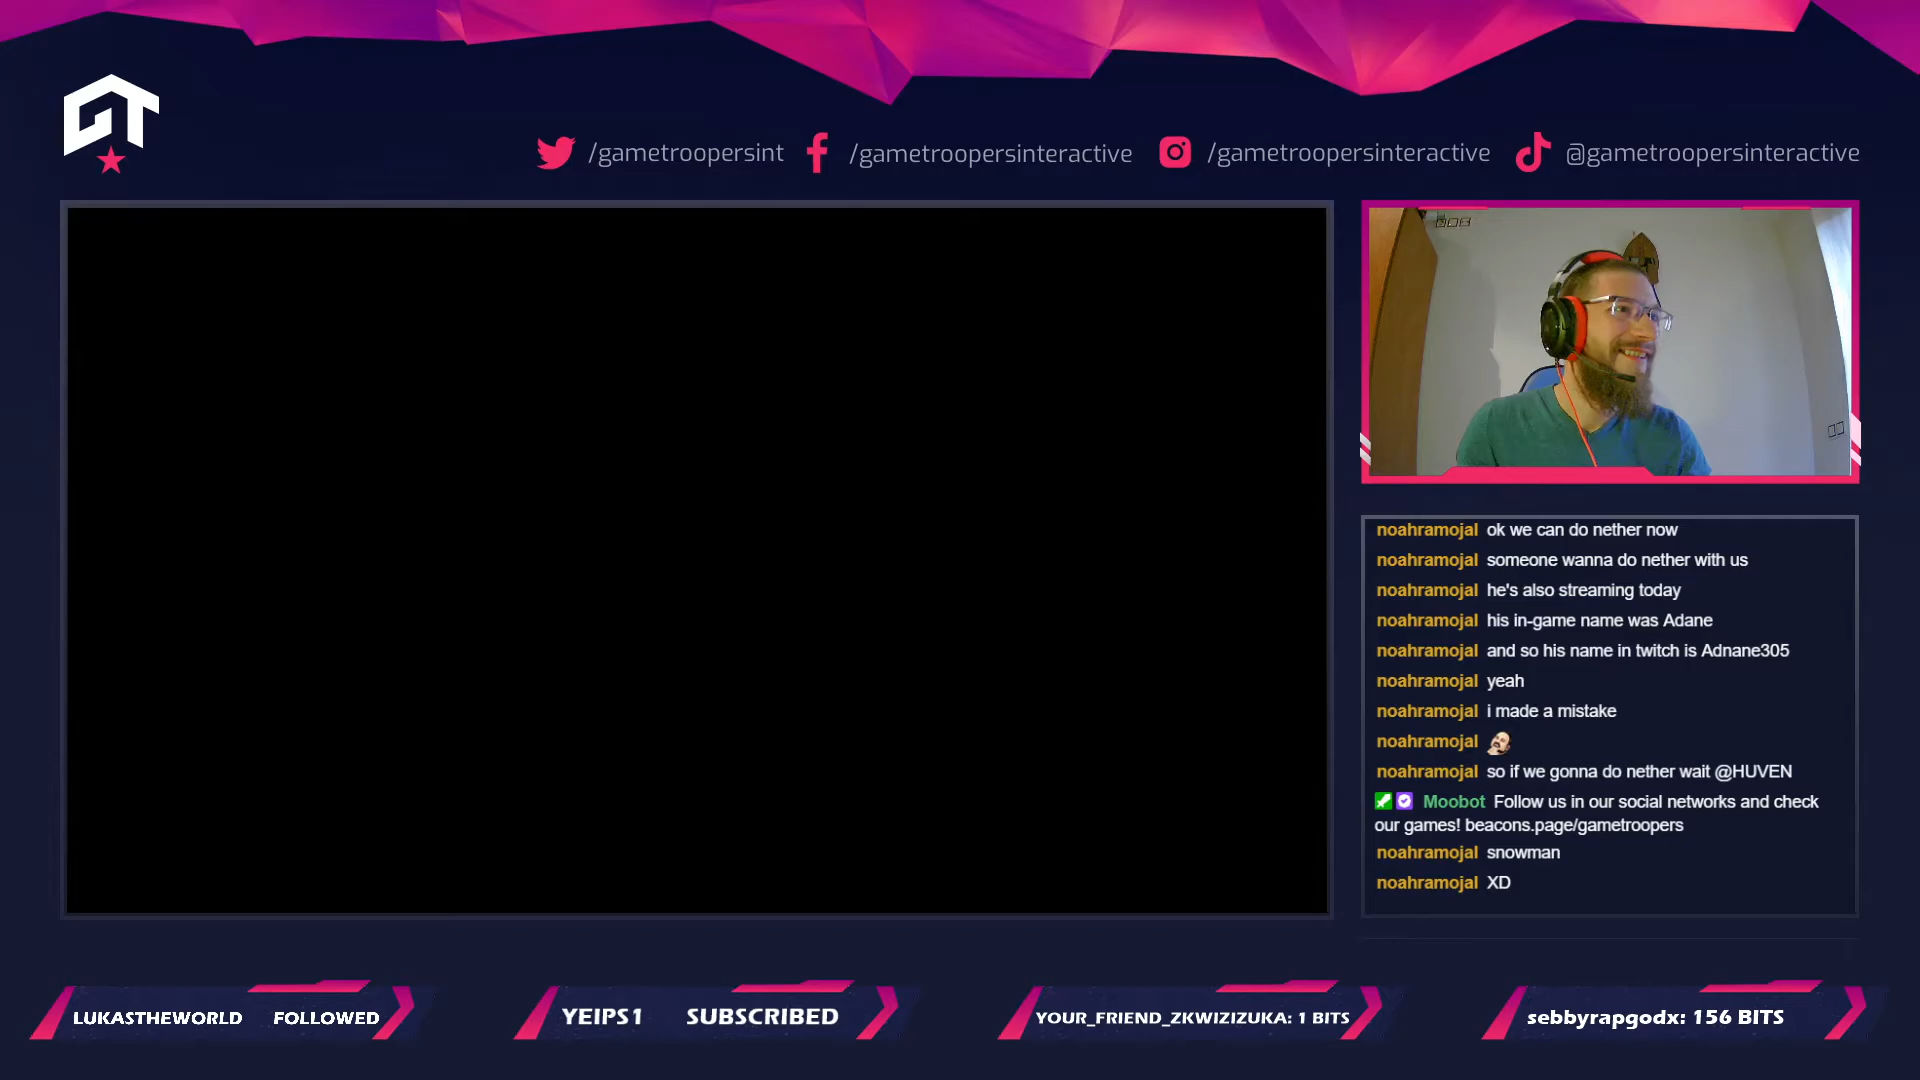 GT
/gametroopersint /gametroopersinteractive /gametroopersinteractive @gametroopersinteractive
noahramojal ok we can do nether now
noahramojal someone wanna do nether with us
noahramojal he's also streaming today
noahramojal his in-game name was Adane
noahramojal and so his name in twitch is Adnane305
noahramojal yeah
noahramojal i made a mistake
noahramojal
noahramojal so if we gonna do nether wait @HUVEN
Moobot Follow us in our social networks and check
our games! beacons.page/gametroopers
noahramojal snowman
noahramojal XD
LUKASTHEWORLD FOLLOWED
YEIPS1 SUBSCRIBED
YOUR_FRIEND_ZKWIZIZUKA: 1 BITS
sebbyrapgodx: 156 BITS